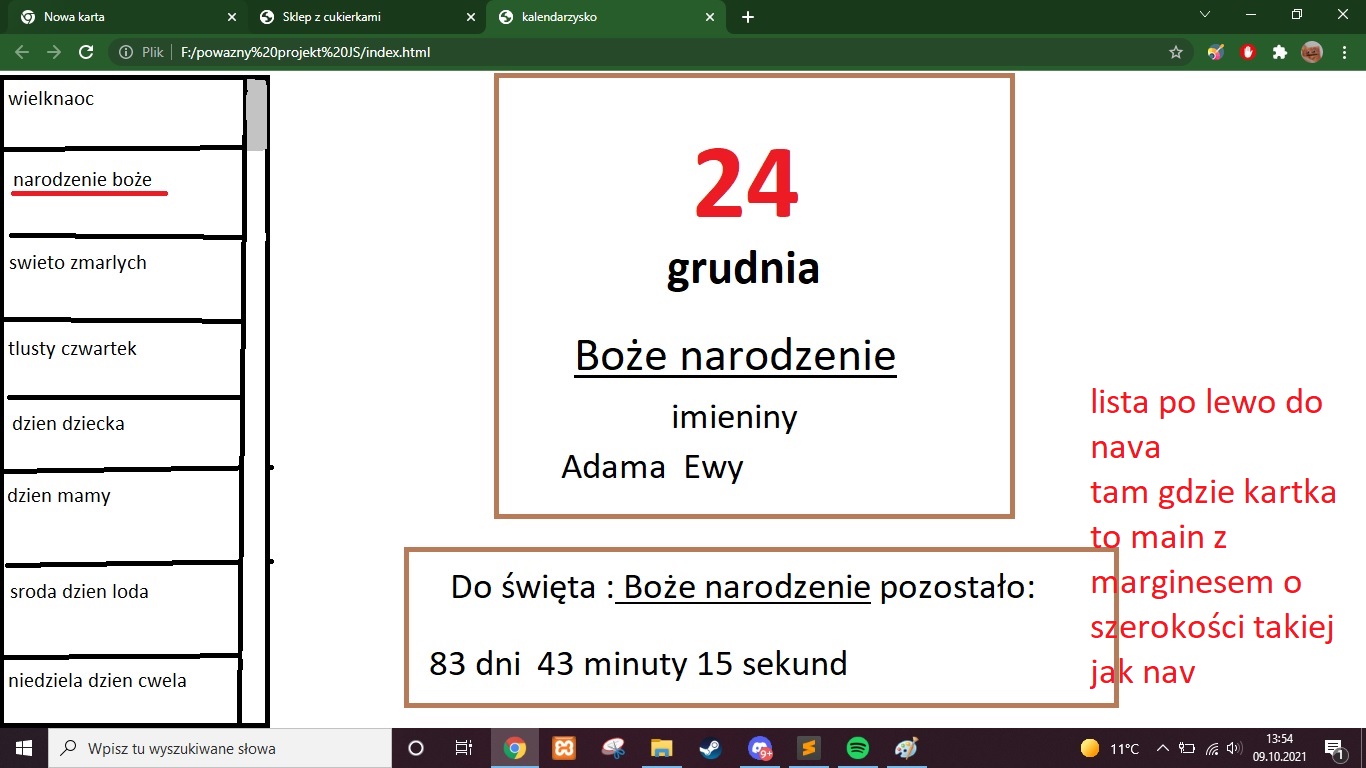 Nowa karta
Sklep z cukierkami
kalendarzysko
Plik
F:/powazny%20projekt%20JS/index.html
wielknaoc
narodzenie boże
swieto zmarlych
tlusty czwartek
dzien dziecka
dzien mamy
sroda dzien loda
niedziela dzien cwela
24
grudnia
Boże narodzenie
imieniny
Adama Ewy
Do święta : Boże narodzenie pozostało:
83 dni 43 minuty 15 sekund
lista po lewo do
nava
tam gdzie kartka
to main z
marginesem o
szerokości takiej
jak nav
Wpisz tu wyszukiwane słowa
9+
11°C
13:54
09.10.2021
1